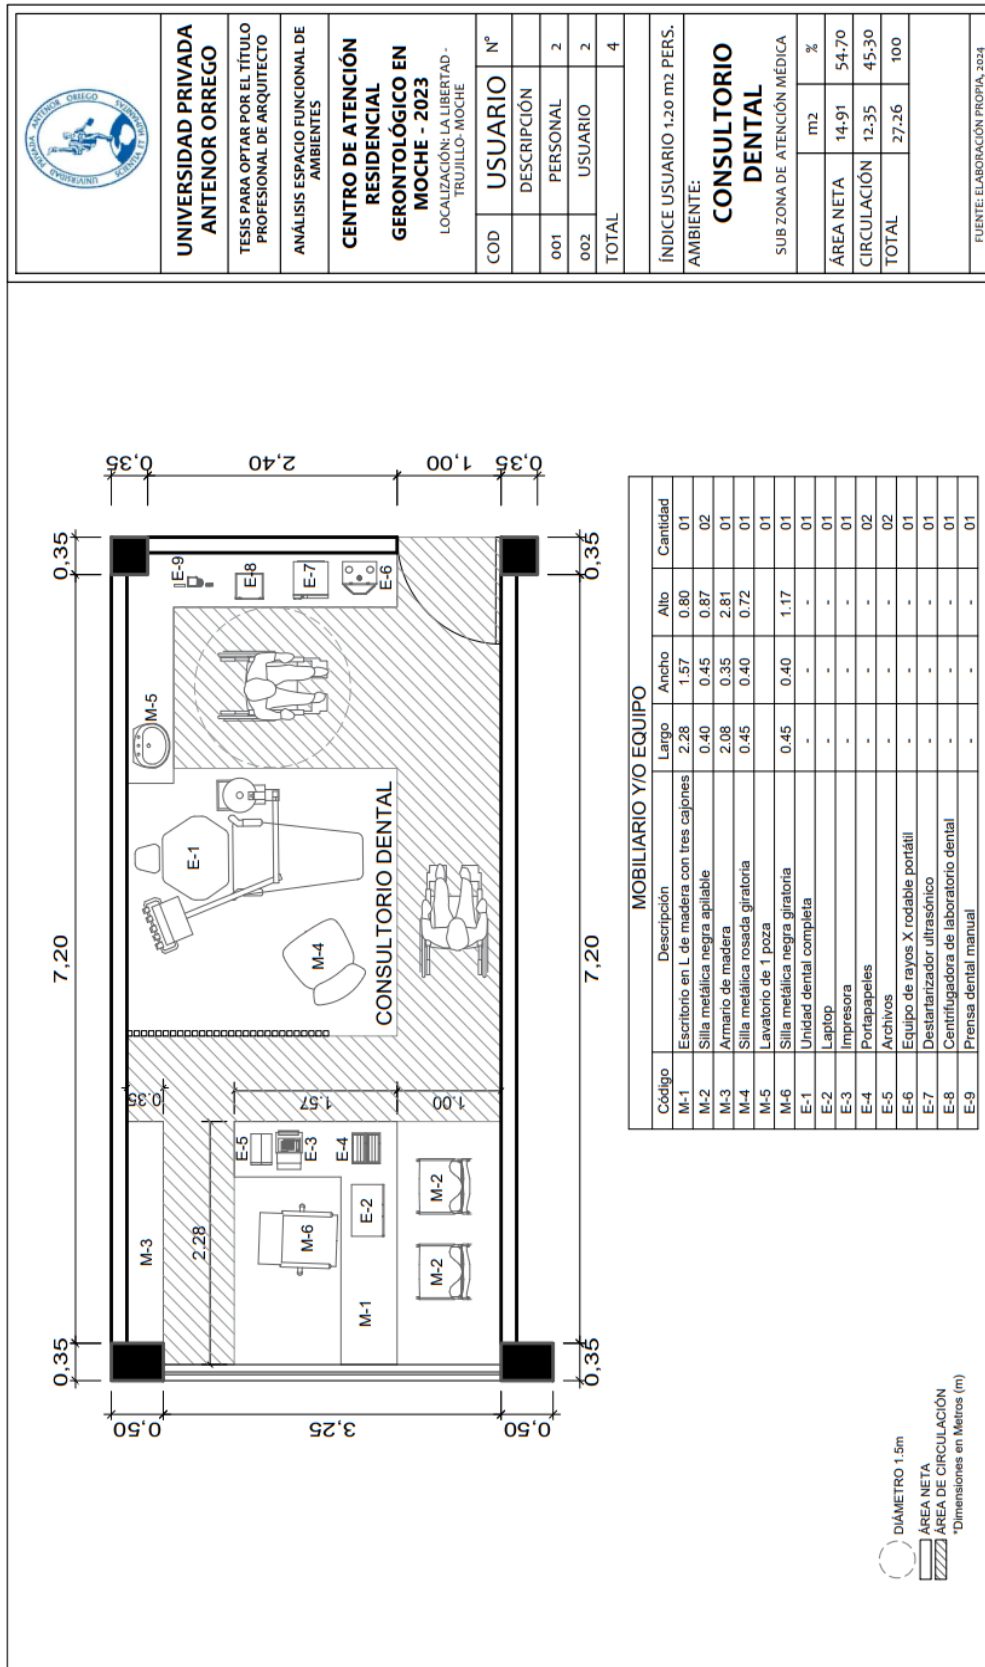 UNIVERSIDAD PRIVADA ANTENOR ORREGO
UNIVERSIDAD PRIVADA
ANTENOR ORREGO
TESIS PARA OPTAR POR EL TÍTULO
PROFESIONAL DE ARQUITECTO
ANÁLISIS ESPACIO FUNCIONAL DE
AMBIENTES
CENTRO DE ATENCIÓN
RESIDENCIAL
GERONTOLÓGICO EN
MOCHE - 2023
LOCALIZACIÓN: LA LIBERTAD -
TRUJILLO- MOCHE
COD USUARIO N°
DESCRIPCIÓN
001 PERSONAL 2
002 USUARIO 2
TOTAL 4
ÍNDICE USUARIO 1.20 m2 PERS.
AMBIENTE:
CONSULTORIO
DENTAL
SUB ZONA DE ATENCIÓN MÉDICA
m2 %
ÁREA NETA 14.91 54.70
CIRCULACIÓN 12.35 45.30
TOTAL 27.26 100
FUENTE: ELABORACIÓN PROPIA, 2024
0,35 7,20 0,35
0,50
3,25
0,50
0,35
2,40
1,00
0,35
M-3
2.28
0.35
1.57
1.00
E-5
E-3
E-4
M-6
E-2
M-1
M-2
M-2
E-1
M-4
CONSULTORIO DENTAL
M-5
E-9
E-8
E-7
E-6
0,35 7,20 0,35
MOBILIARIO Y/O EQUIPO
Código Descripción Largo Ancho Alto Cantidad
M-1 Escritorio en L de madera con tres cajones 2.28 1.57 0.80 01
M-2 Silla metálica negra apilable 0.40 0.45 0.87 02
M-3 Armario de madera 2.08 0.35 2.81 01
M-4 Silla metálica rosada giratoria 0.45 0.40 0.72 01
M-5 Lavatorio de 1 poza 01
M-6 Silla metálica negra giratoria 0.45 0.40 1.17 01
E-1 Unidad dental completa - - - 01
E-2 Laptop - - - 01
E-3 Impresora - - - 01
E-4 Portapapeles - - - 02
E-5 Archivos - - - 02
E-6 Equipo de rayos X rodable portátil - - - 01
E-7 Destartarizador ultrasónico - - - 01
E-8 Centrifugadora de laboratorio dental - - - 01
E-9 Prensa dental manual - - - 01
DIÁMETRO 1.5m
ÁREA NETA
ÁREA DE CIRCULACIÓN
*Dimensiones en Metros (m)